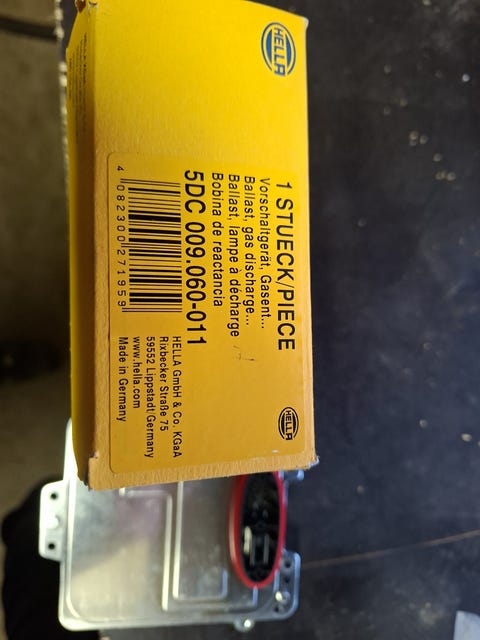 HELLA
1 STUECK/PIECE
Vorschaltgerät, Gasent...
Ballast, gas discharge...
Ballast, lampe à décharge
Bobina de reactancia
5DC 009.060-011
4 082300 271959
HELLA GmbH & Co. KGaA
Rixbecker Straße 75
59552 Lippstadt/Germany
www.hella.com
Made in Germany
HELLA